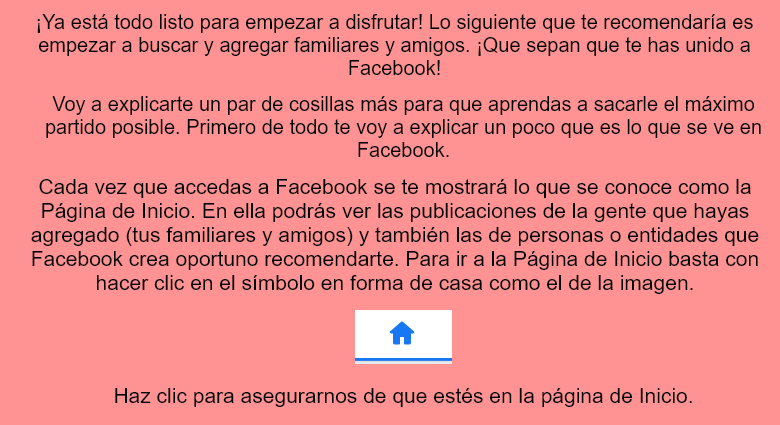 ¡Ya está todo listo para empezar a disfrutar! Lo siguiente que te recomendaría es
empezar a buscar y agregar familiares y amigos. ¡Que sepan que te has unido a
Facebook!
Voy a explicarte un par de cosillas más para que aprendas a sacarle el máximo
partido posible. Primero de todo te voy a explicar un poco que es lo que se ve en
Facebook.
Cada vez que accedas a Facebook se te mostrará lo que se conoce como la
Página de Inicio. En ella podrás ver las publicaciones de la gente que hayas
agregado (tus familiares y amigos) y también las de personas o entidades que
Facebook crea oportuno recomendarte. Para ir a la Página de Inicio basta con
hacer clic en el símbolo en forma de casa como el de la imagen.
Haz clic para asegurarnos de que estés en la página de Inicio.